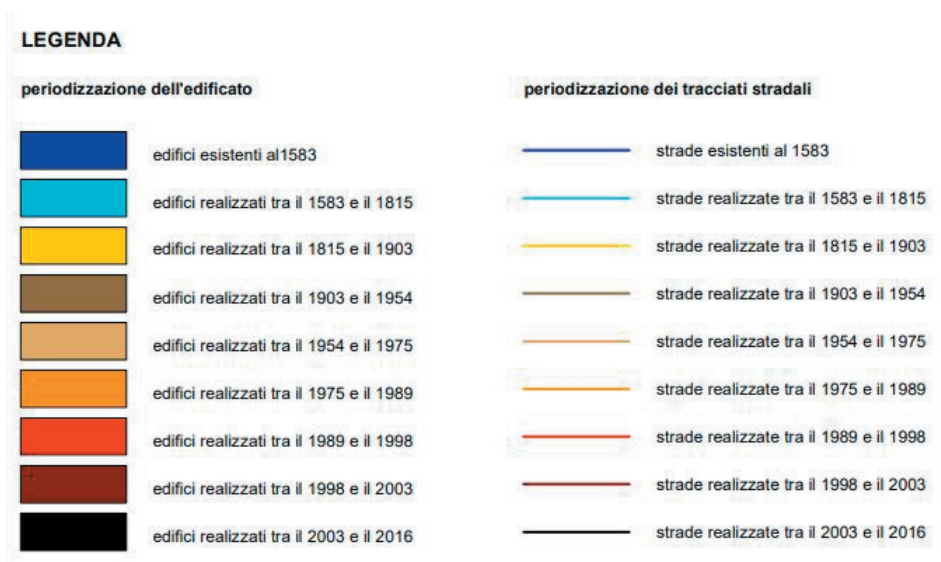 LEGENDA
periodizzazione dell'edificato
edifici esistenti al1583
edifici realizzati tra il 1583 e il 1815
edifici realizzati tra il 1815 e il 1903
edifici realizzati tra il 1903 e il 1954
edifici realizzati tra il 1954 e il 1975
edifici realizzati tra il 1975 e il 1989
edifici realizzati tra il 1989 e il 1998
edifici realizzati tra il 1998 e il 2003
edifici realizzati tra il 2003 e il 2016
periodizzazione dei tracciati stradali
strade esistenti al 1583
strade realizzate tra il 1583 e il 1815
strade realizzate tra il 1815 e il 1903
strade realizzate tra il 1903 e il 1954
strade realizzate tra il 1954 e il 1975
strade realizzate tra il 1975 e il 1989
strade realizzate tra il 1989 e il 1998
strade realizzate tra il 1998 e il 2003
strade realizzate tra il 2003 e il 2016